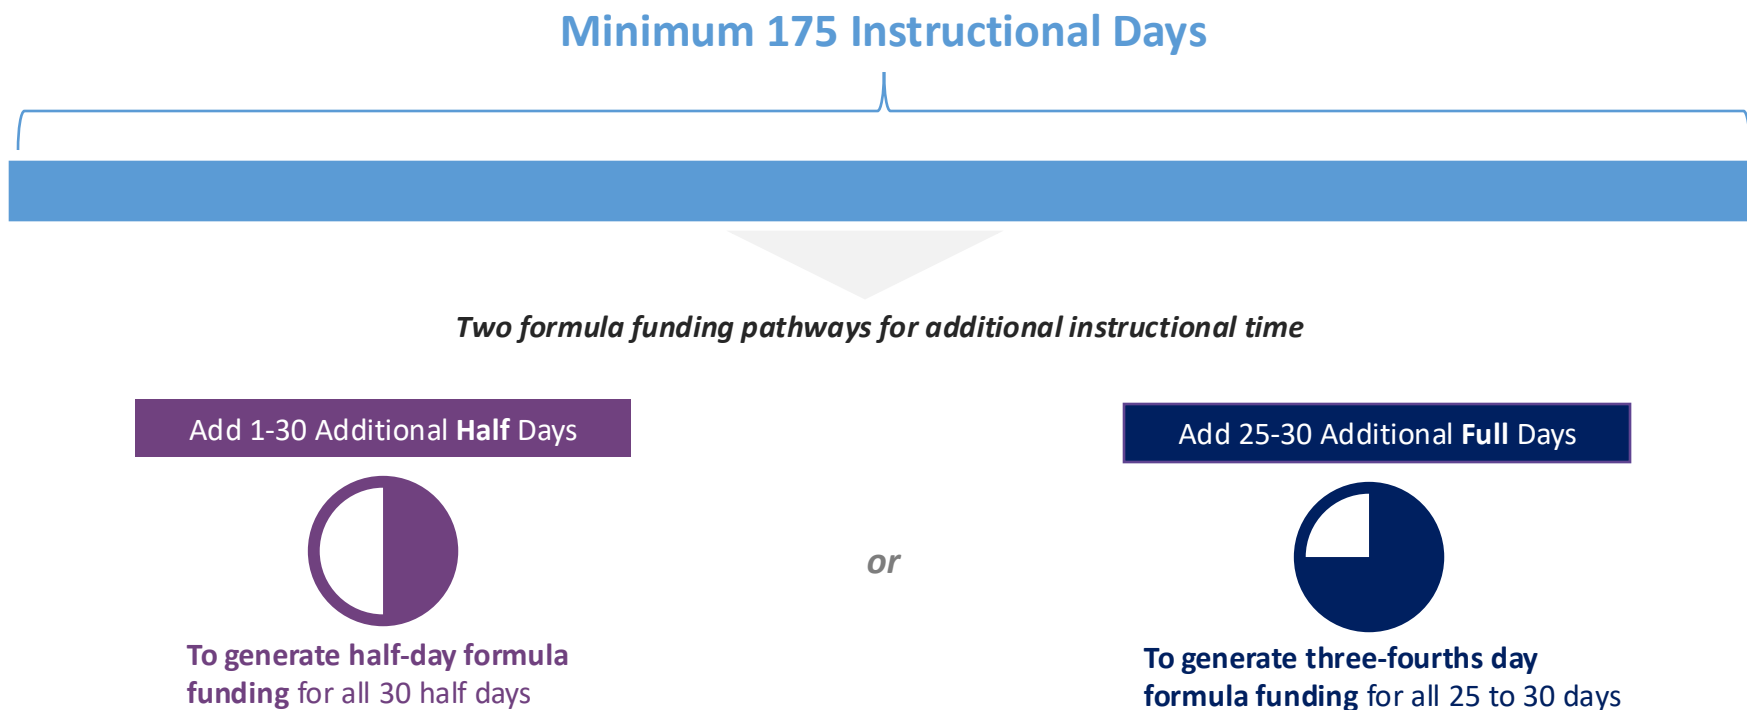 Minimum 175 Instructional Days
Two formula funding pathways for additional instructional time
Add 1-30 Additional Half Days
To generate half-day formula
funding for all 30 half days
or
Add 25-30 Additional Full Days
To generate three-fourths day
formula funding for all 25 to 30 days